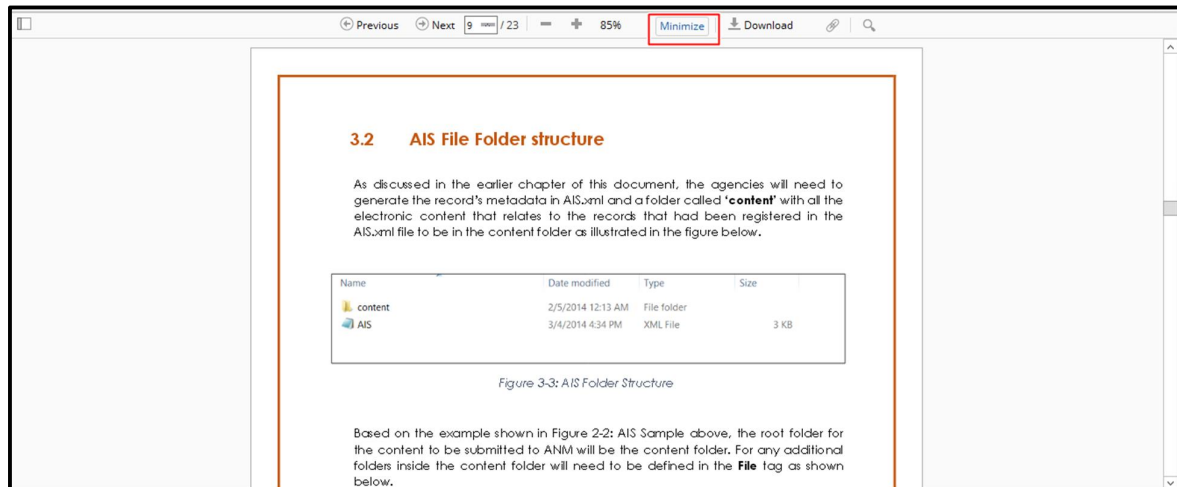 Previous Next 9 / 23 85% Minimize Download
3.2 AIS File Folder structure
As discussed in the earlier chapter of this document, the agencies will need to
generate the record's metadata in AIS.xml and a folder called 'content' with all the
electronic content that relates to the records that had been registered in the
AIS.xml file to be in the content folder as illustrated in the figure below.
Name Date modified Type Size
content 2/5/2014 12:13 AM File folder
AIS 3/4/2014 4:34 PM XML File 3 KB
Figure 3-3: AIS Folder Structure
Based on the example shown in Figure 2-2: AIS Sample above, the root folder for
the content to be submitted to ANM will be the content folder. For any additional
folders inside the content folder will need to be defined in the File tag as shown
below.